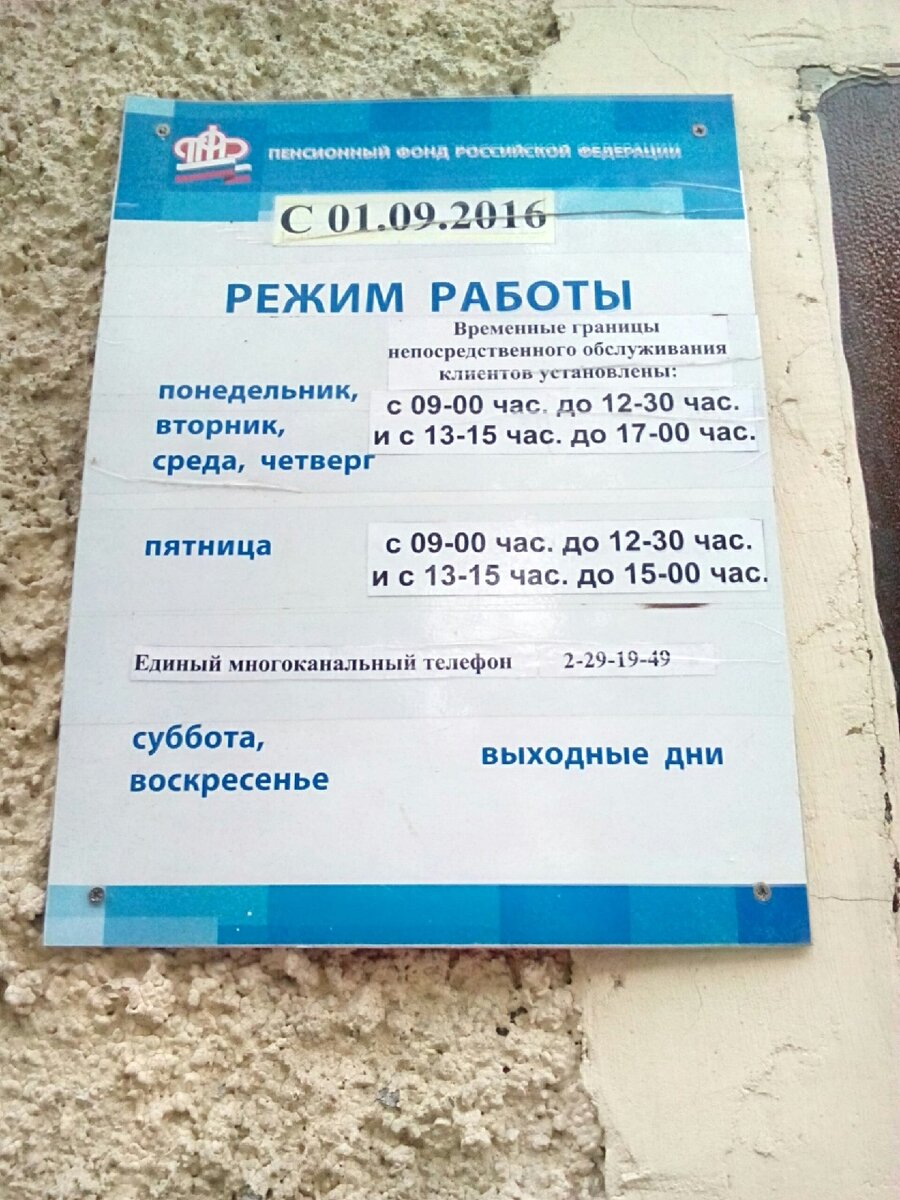 ПФР
ПЕНСИОННЫЙ ФОНД РОССИЙСКОЙ ФЕДЕРАЦИИ
С 01.09.2016
РЕЖИМ РАБОТЫ
Временные границы
непосредственного обслуживания
клиентов установлены:
понедельник,
вторник,
среда, четверг
с 09-00 час. до 12-30 час.
и с 13-15 час. до 17-00 час.
пятница
с 09-00 час. до 12-30 час.
и с 13-15 час. до 15-00 час.
Единый многоканальный телефон 2-29-19-49
суббота,
воскресенье
выходные дни